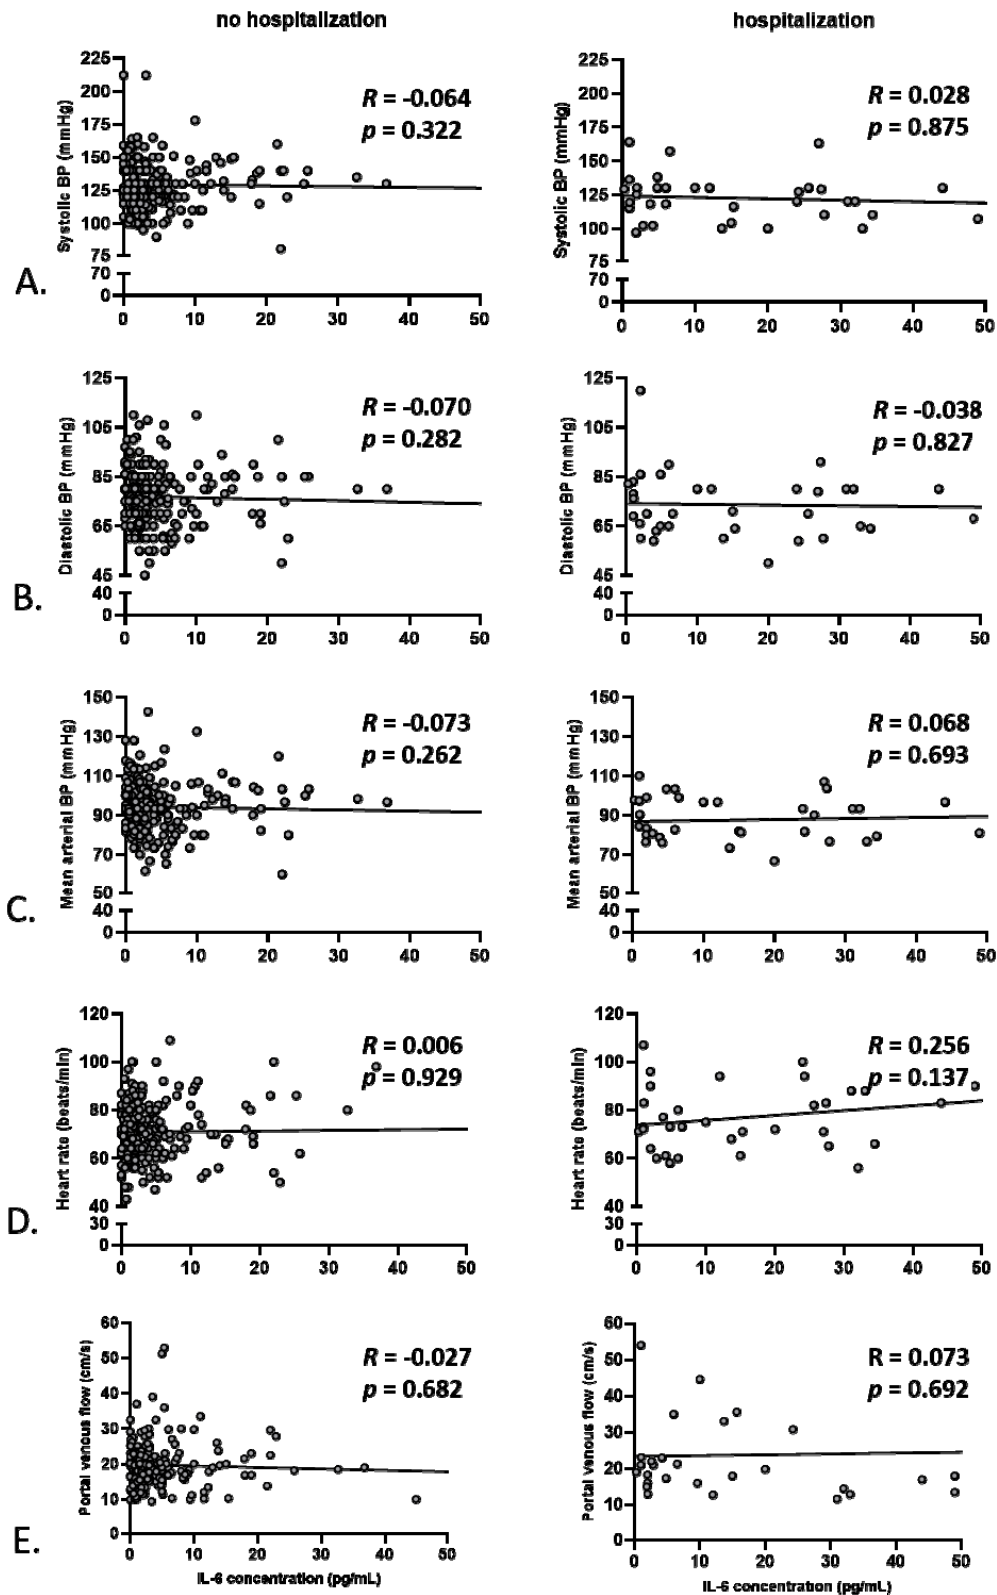 no hospitalization
hospitalization
225
200
175
150
125
100
75
70
0
Systolic BP (mmHg)
R = -0.064
p = 0.322
0 10 20 30 40 50
225
200
175
150
125
100
75
70
0
Systolic BP (mmHg)
R = 0.028
p = 0.875
0 10 20 30 40 50
A.
125
105
85
65
45
40
0
Diastolic BP (mmHg)
R = -0.070
p = 0.282
0 10 20 30 40 50
125
105
85
65
45
40
0
Diastolic BP (mmHg)
R = -0.038
p = 0.827
0 10 20 30 40 50
B.
150
130
110
90
70
50
40
0
Mean arterial BP (mmHg)
R = -0.073
p = 0.262
0 10 20 30 40 50
150
130
110
90
70
50
40
0
Mean arterial BP (mmHg)
R = 0.068
p = 0.693
0 10 20 30 40 50
C.
120
100
80
60
40
30
0
Heart rate (beats/min)
R = 0.006
p = 0.929
0 10 20 30 40 50
120
100
80
60
40
30
0
Heart rate (beats/min)
R = 0.256
p = 0.137
0 10 20 30 40 50
D.
60
50
40
30
20
10
0
Portal venous flow (cm/s)
R = -0.027
p = 0.682
0 10 20 30 40 50
IL-6 concentration (pg/mL)
60
50
40
30
20
10
0
Portal venous flow (cm/s)
R = 0.073
p = 0.692
0 10 20 30 40 50
IL-6 concentration (pg/mL)
E.